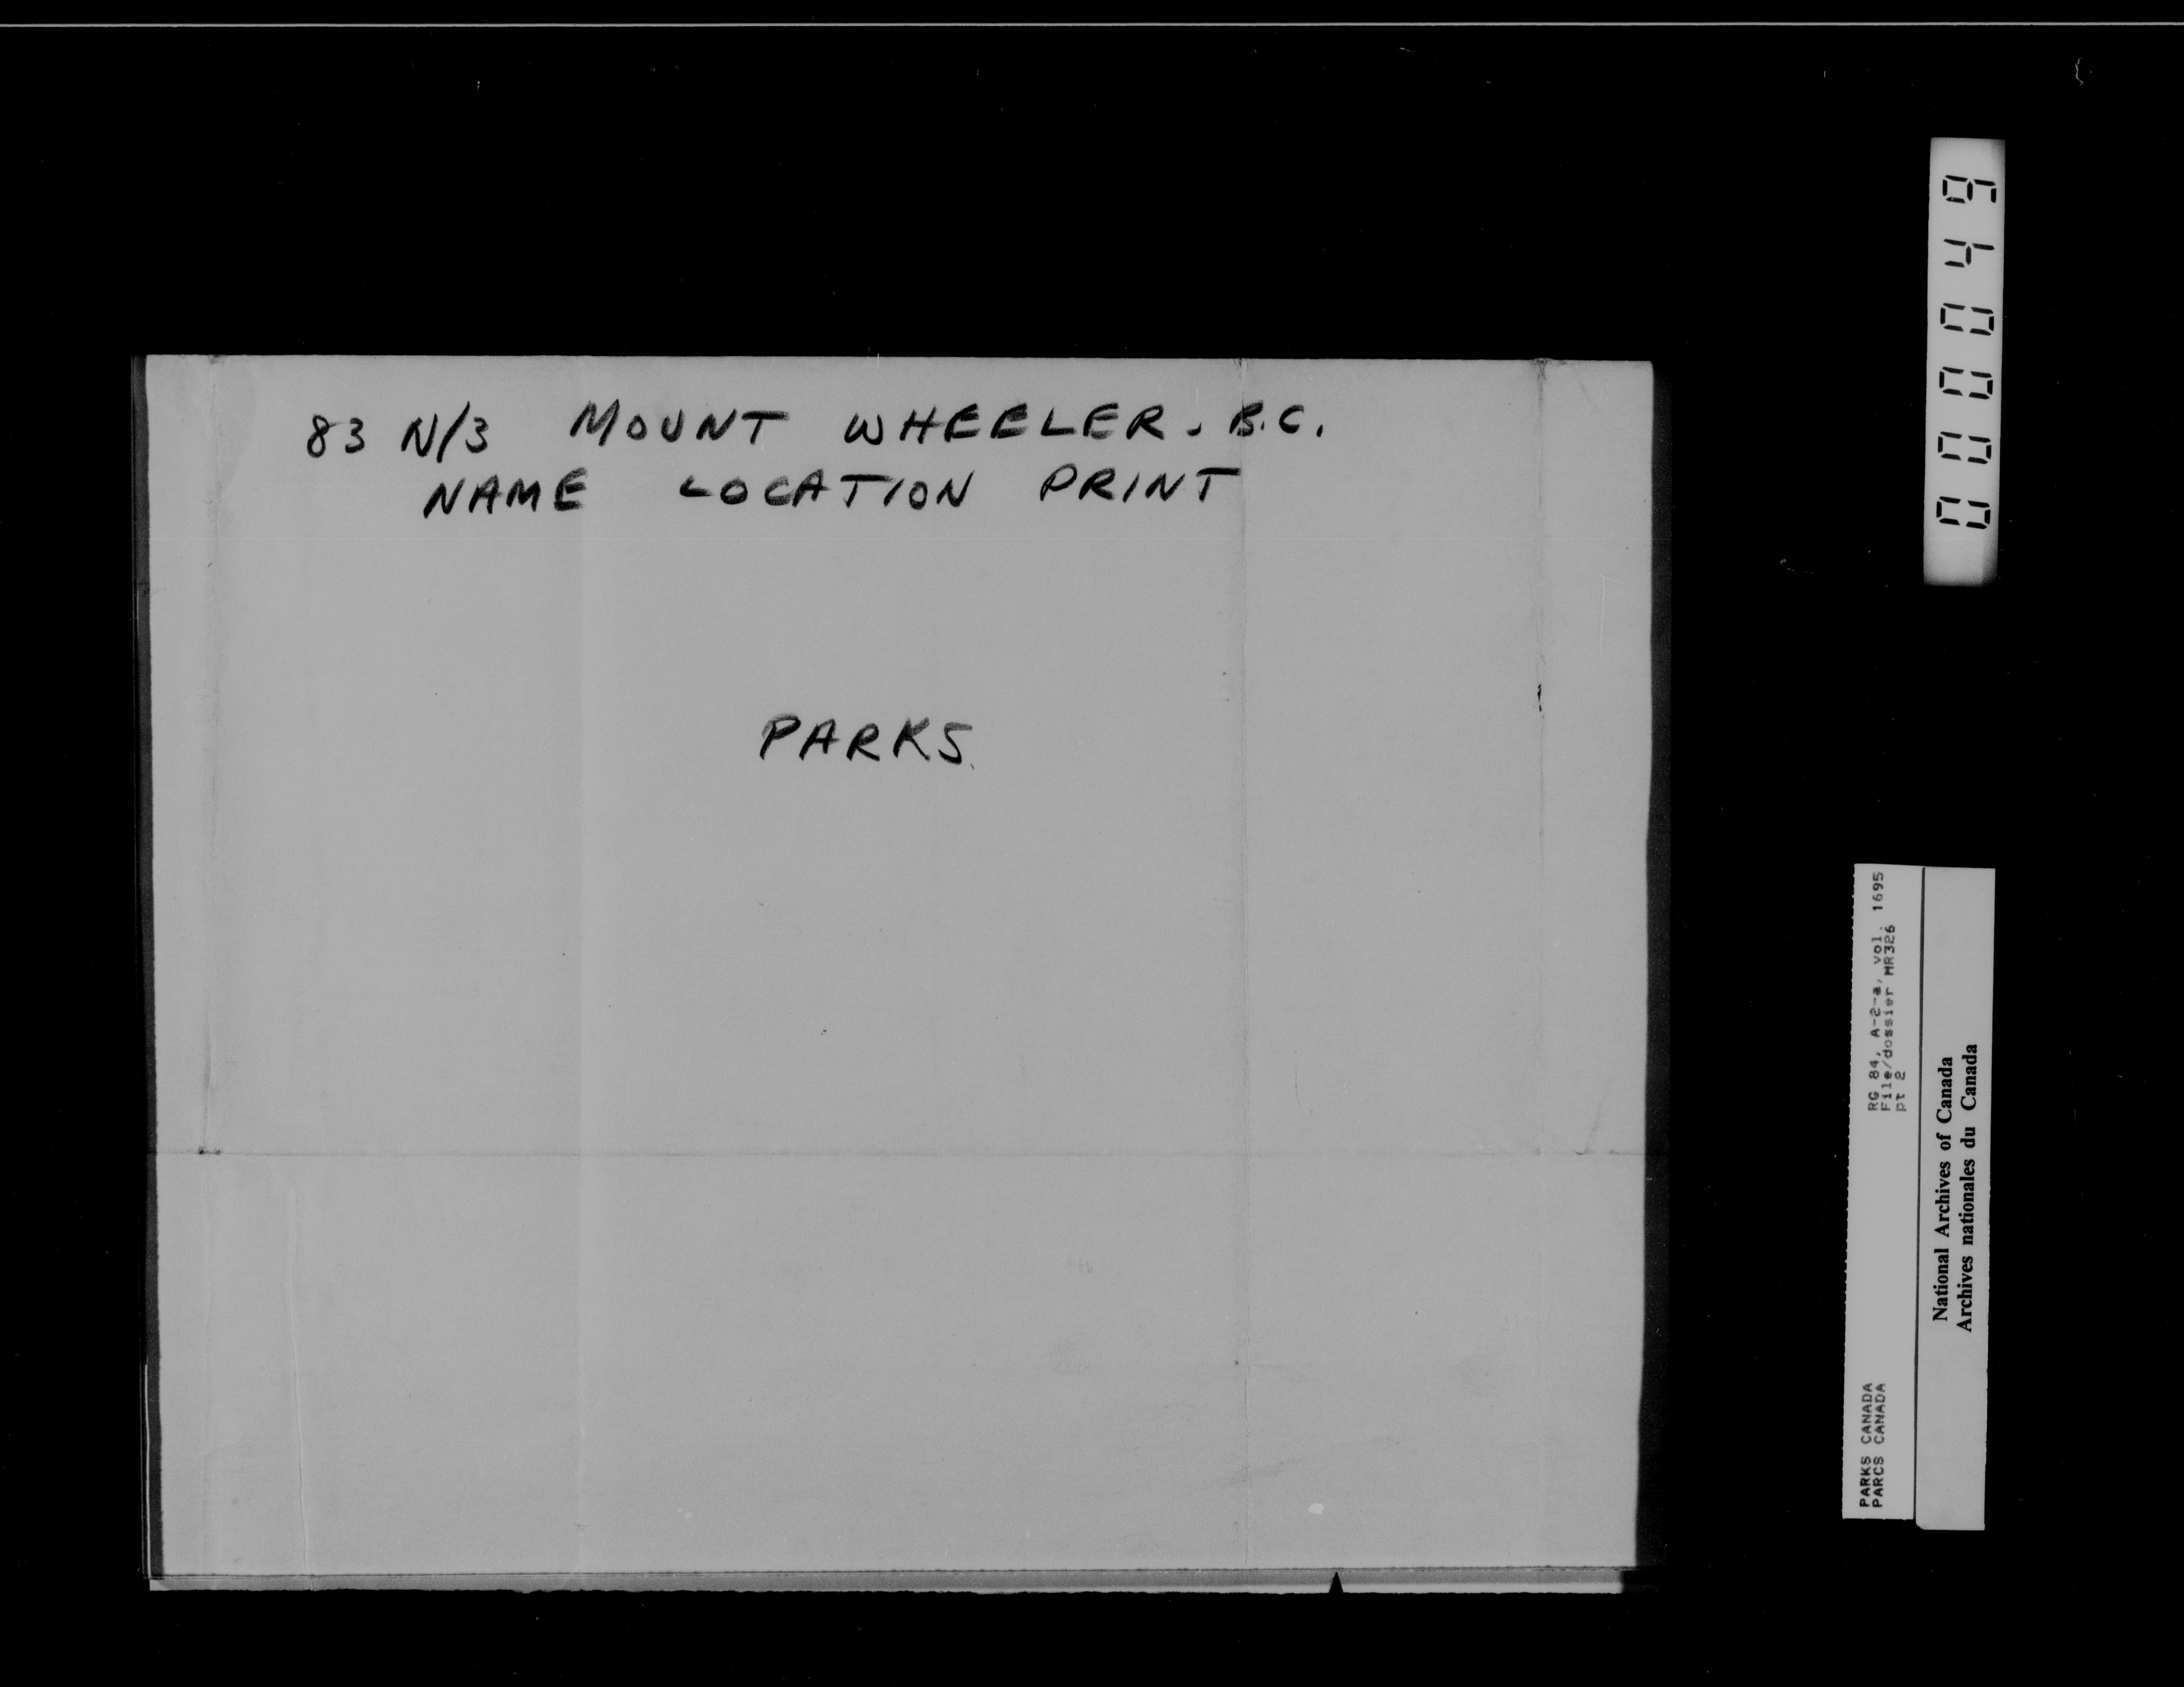 83 N/3 MOUNT WHEELER. B.C.
NAME LOCATION PRINT
PARKS.
000049
RG 84, A-2-a, vol. 1695
File/dossier MR326
pt 2
PARKS CANADA
PARCS CANADA
National Archives of Canada
Archives nationales du Canada